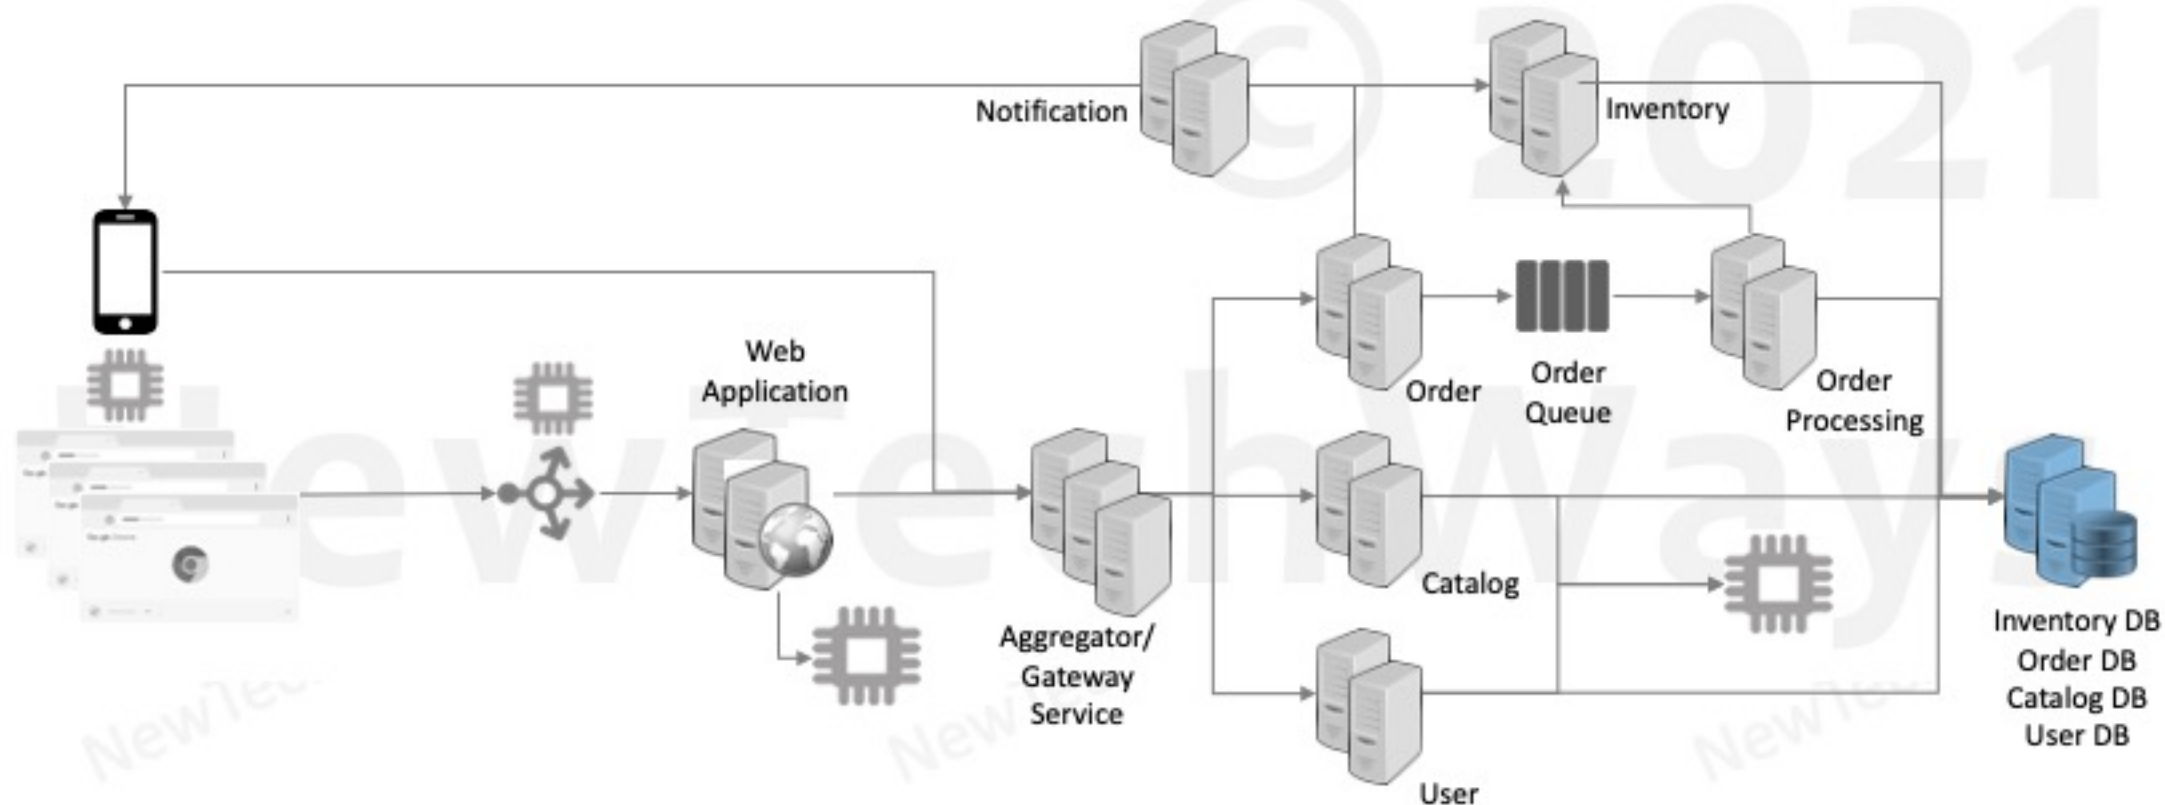 © 2021
Notification
Inventory
Web
Application
Order
Order
Queue
Order
Processing
NewTechWays
Catalog
Aggregator/
Gateway
Service
Inventory DB
Order DB
Catalog DB
User DB
User